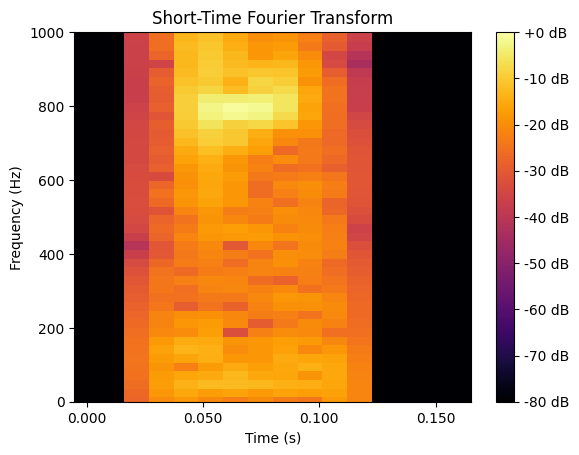 Short-Time Fourier Transform
1000
800
600
400
200
0
Frequency (Hz)
0.000
0.050
0.100
0.150
Time (s)
+0 dB
-10 dB
-20 dB
-30 dB
-40 dB
-50 dB
-60 dB
-70 dB
-80 dB